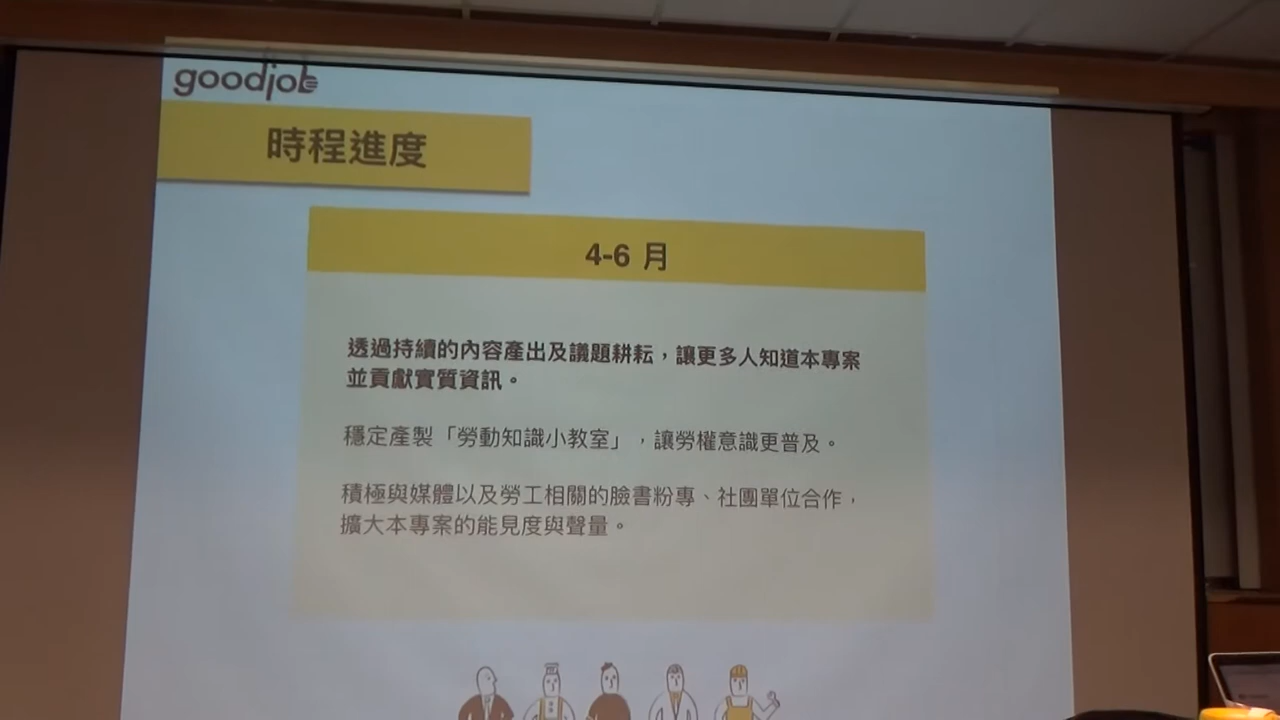 goodjob
時程進度
4-6 月
透過持續的內容產出及議題耕耘，讓更多人知道本專案
並貢獻實質資訊。
穩定產製「勞動知識小教室」，讓勞權意識更普及。
積極與媒體以及勞工相關的臉書粉專、社團單位合作，
擴大本專案的能見度與聲量。